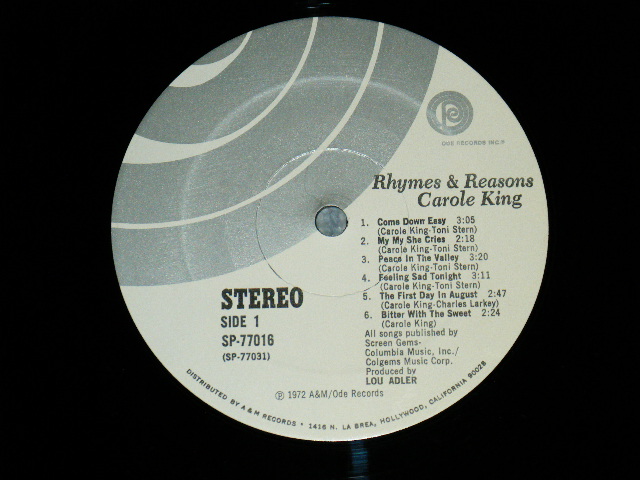 ODE RECORDS INC.
Rhymes & Reasons
Carole King
1. Come Down Easy 3:05
(Carole King-Toni Stern)
2. My My She Cries 2:18
(Carole King-Toni Stern)
3. Peace In The Valley 3:20
(Carole King-Toni Stern)
4. Feeling Sad Tonight 3:11
(Carole King-Toni Stern)
5. The First Day In August 2:47
(Carole King-Charles Larkey)
6. Bitter With The Sweet 2:24
(Carole King)
All songs published by
Screen Gems-
Columbia Music, Inc./
Colgems Music Corp.
Produced by
LOU ADLER
STEREO
SIDE 1
SP-77016
(SP-77031)
℗ 1972 A&M/Ode Records
DISTRIBUTED BY A & M RECORDS • 1416 N. LA BREA, HOLLYWOOD, CALIFORNIA 90028